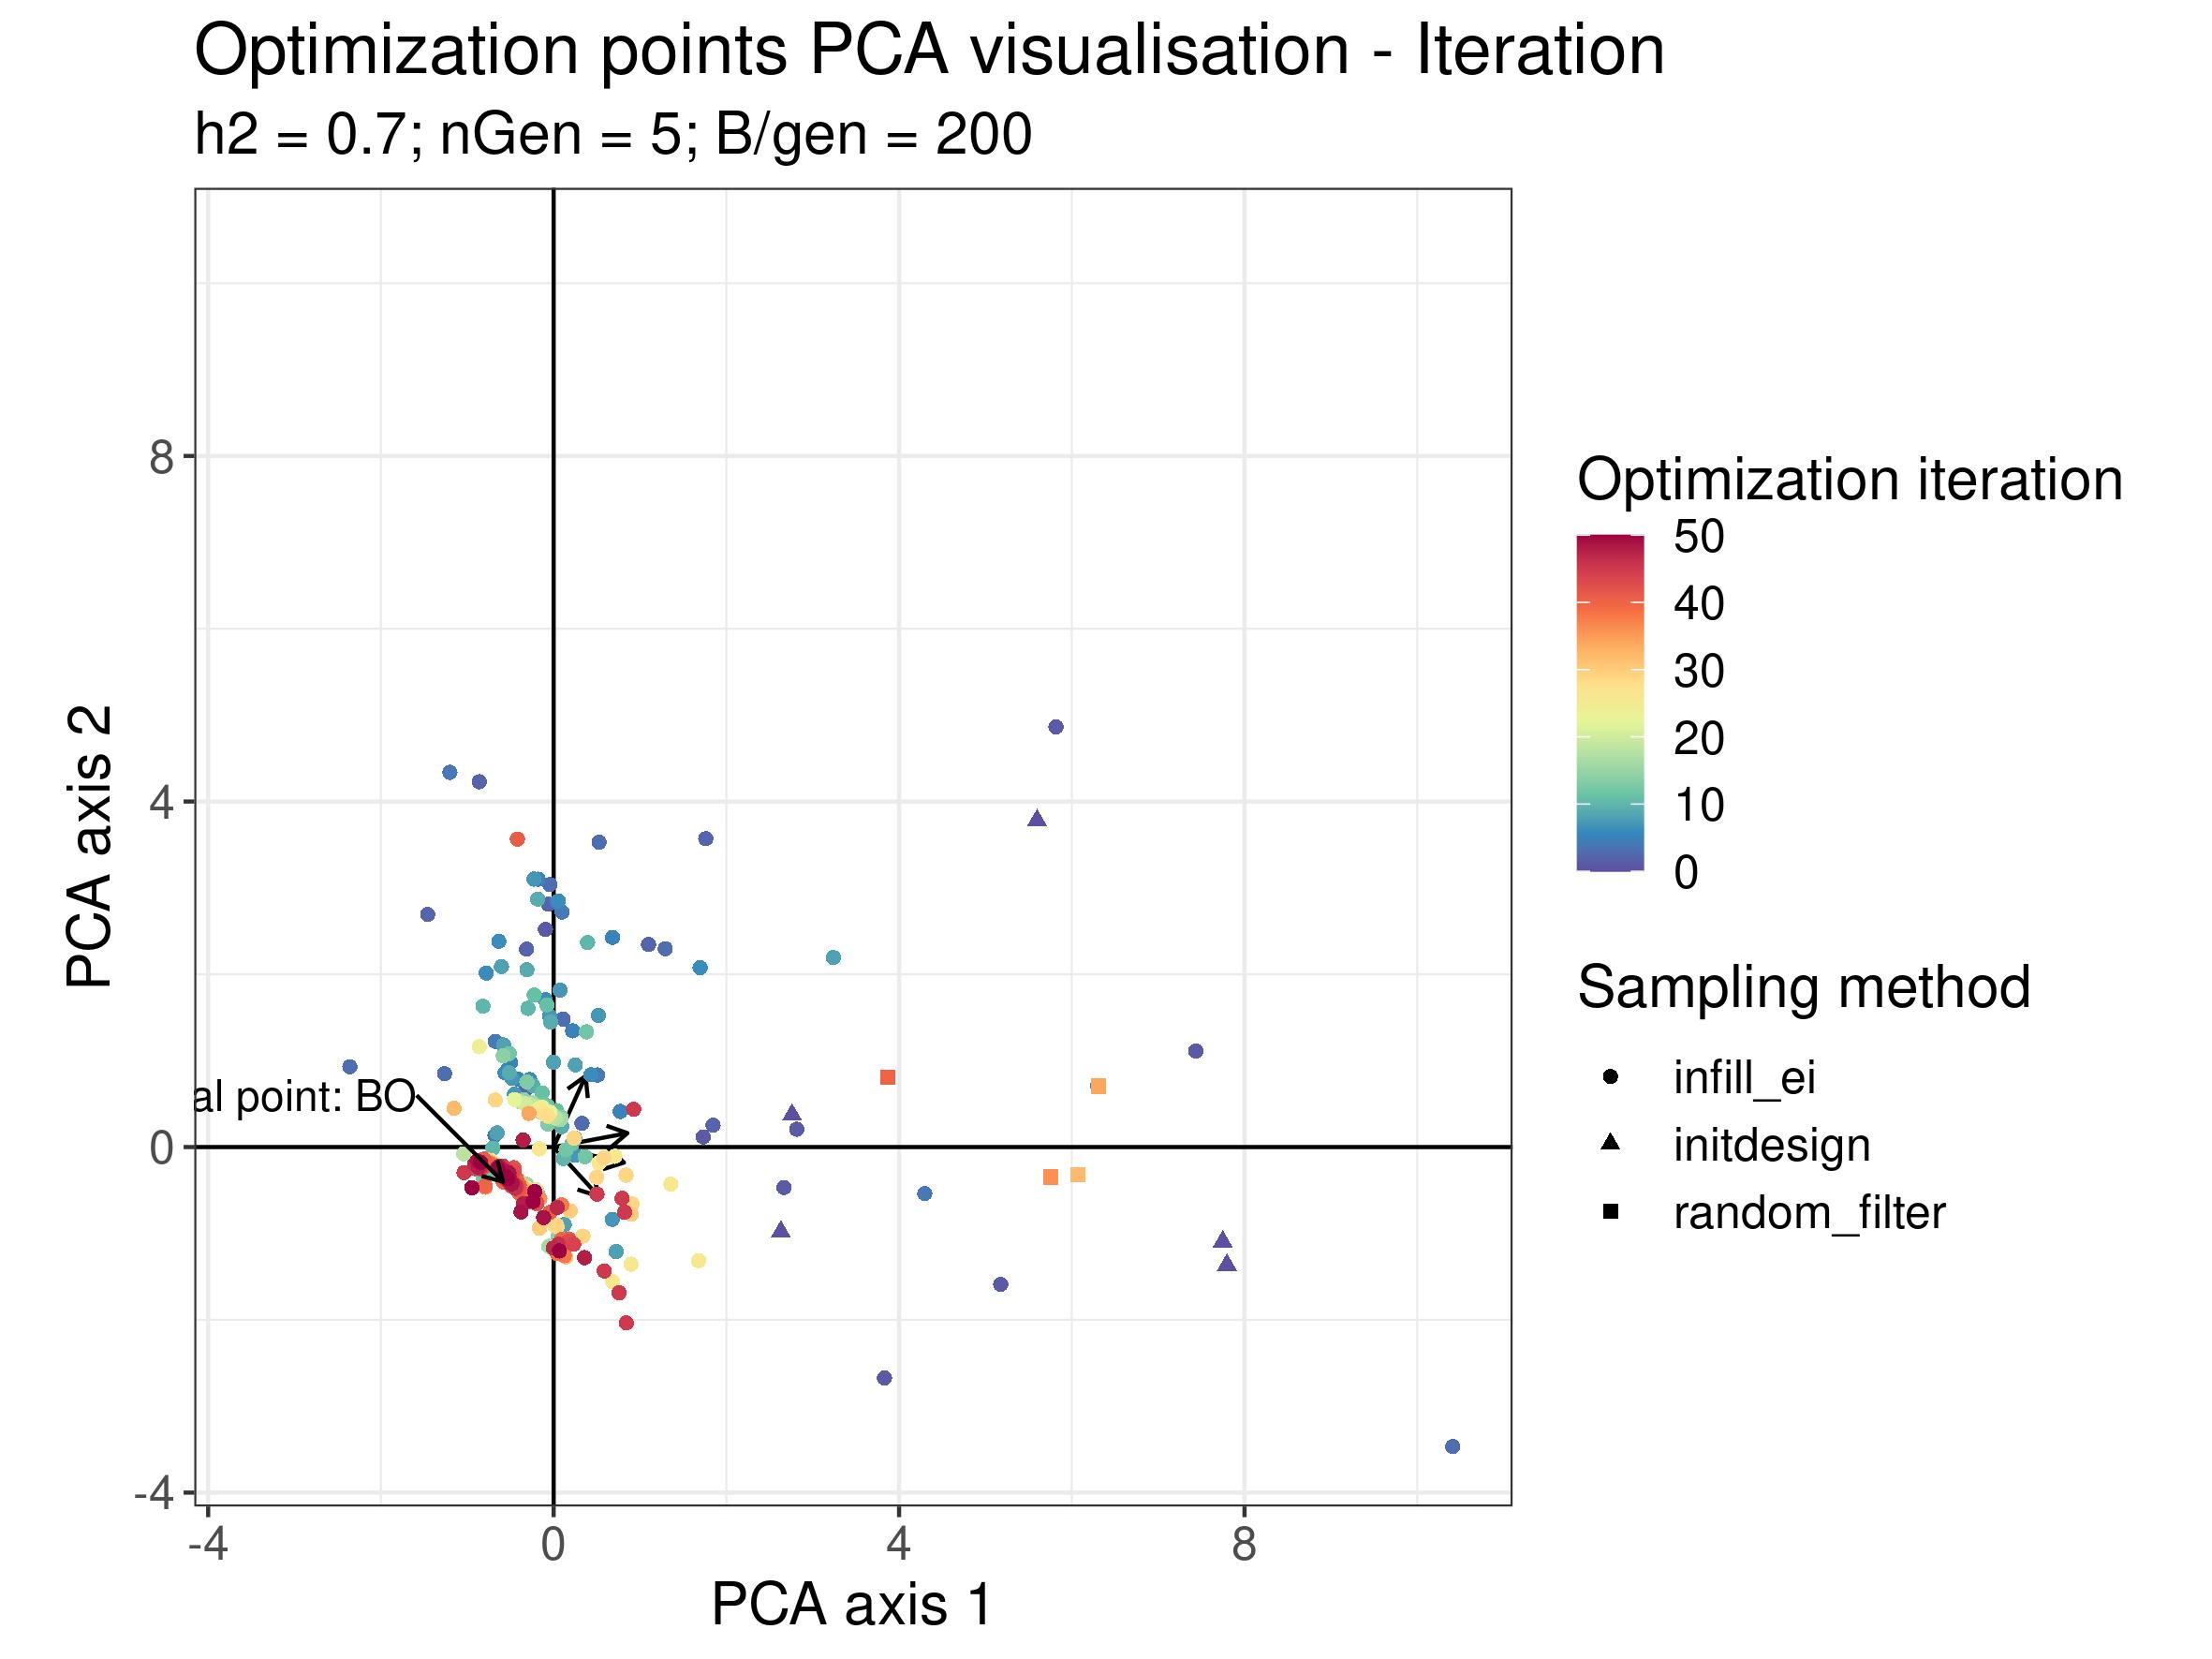 Optimization points PCA visualisation - Iteration
h2 = 0.7; nGen = 5; B/gen = 200
PCA axis 2
8
4
0
-4
al point: BO
-4
0
4
8
PCA axis 1
Optimization iteration
50
40
30
20
10
0
Sampling method
infill_ei
initdesign
random_filter